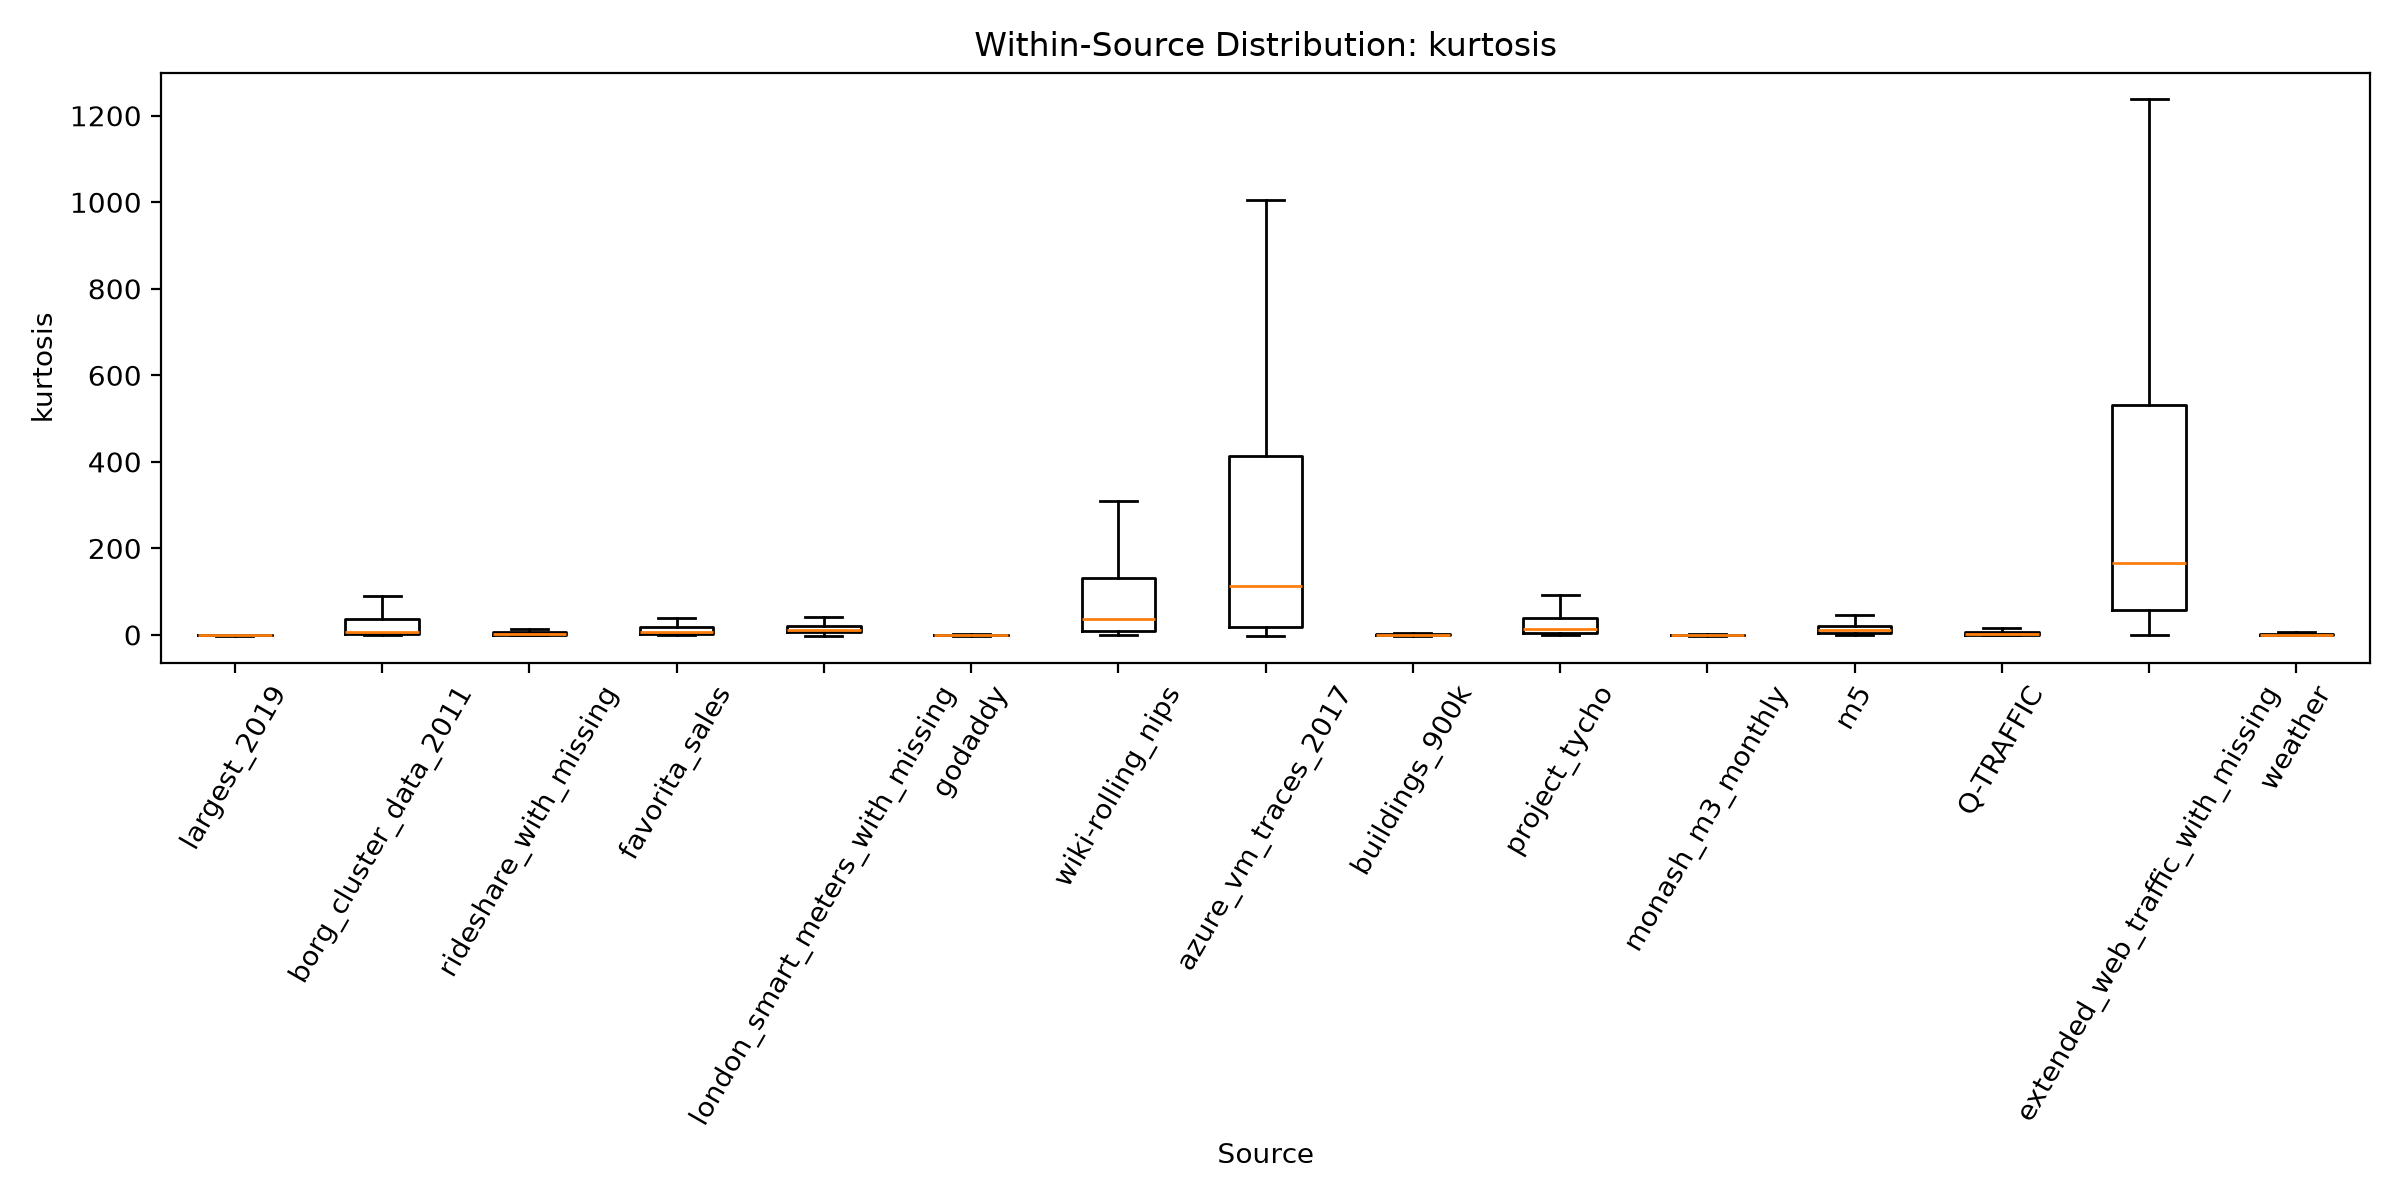 Within-Source Distribution: kurtosis
kurtosis
1200
1000
800
600
400
200
0
largest_2019
borg_cluster_data_2011
rideshare_with_missing
favorita_sales
london_smart_meters_with_missing
godaddy
wiki-rolling_nips
azure_vm_traces_2017
buildings_900k
project_tycho
monash_m3_monthly
m5
Q-TRAFFIC
extended_web_traffic_with_missing
weather
Source